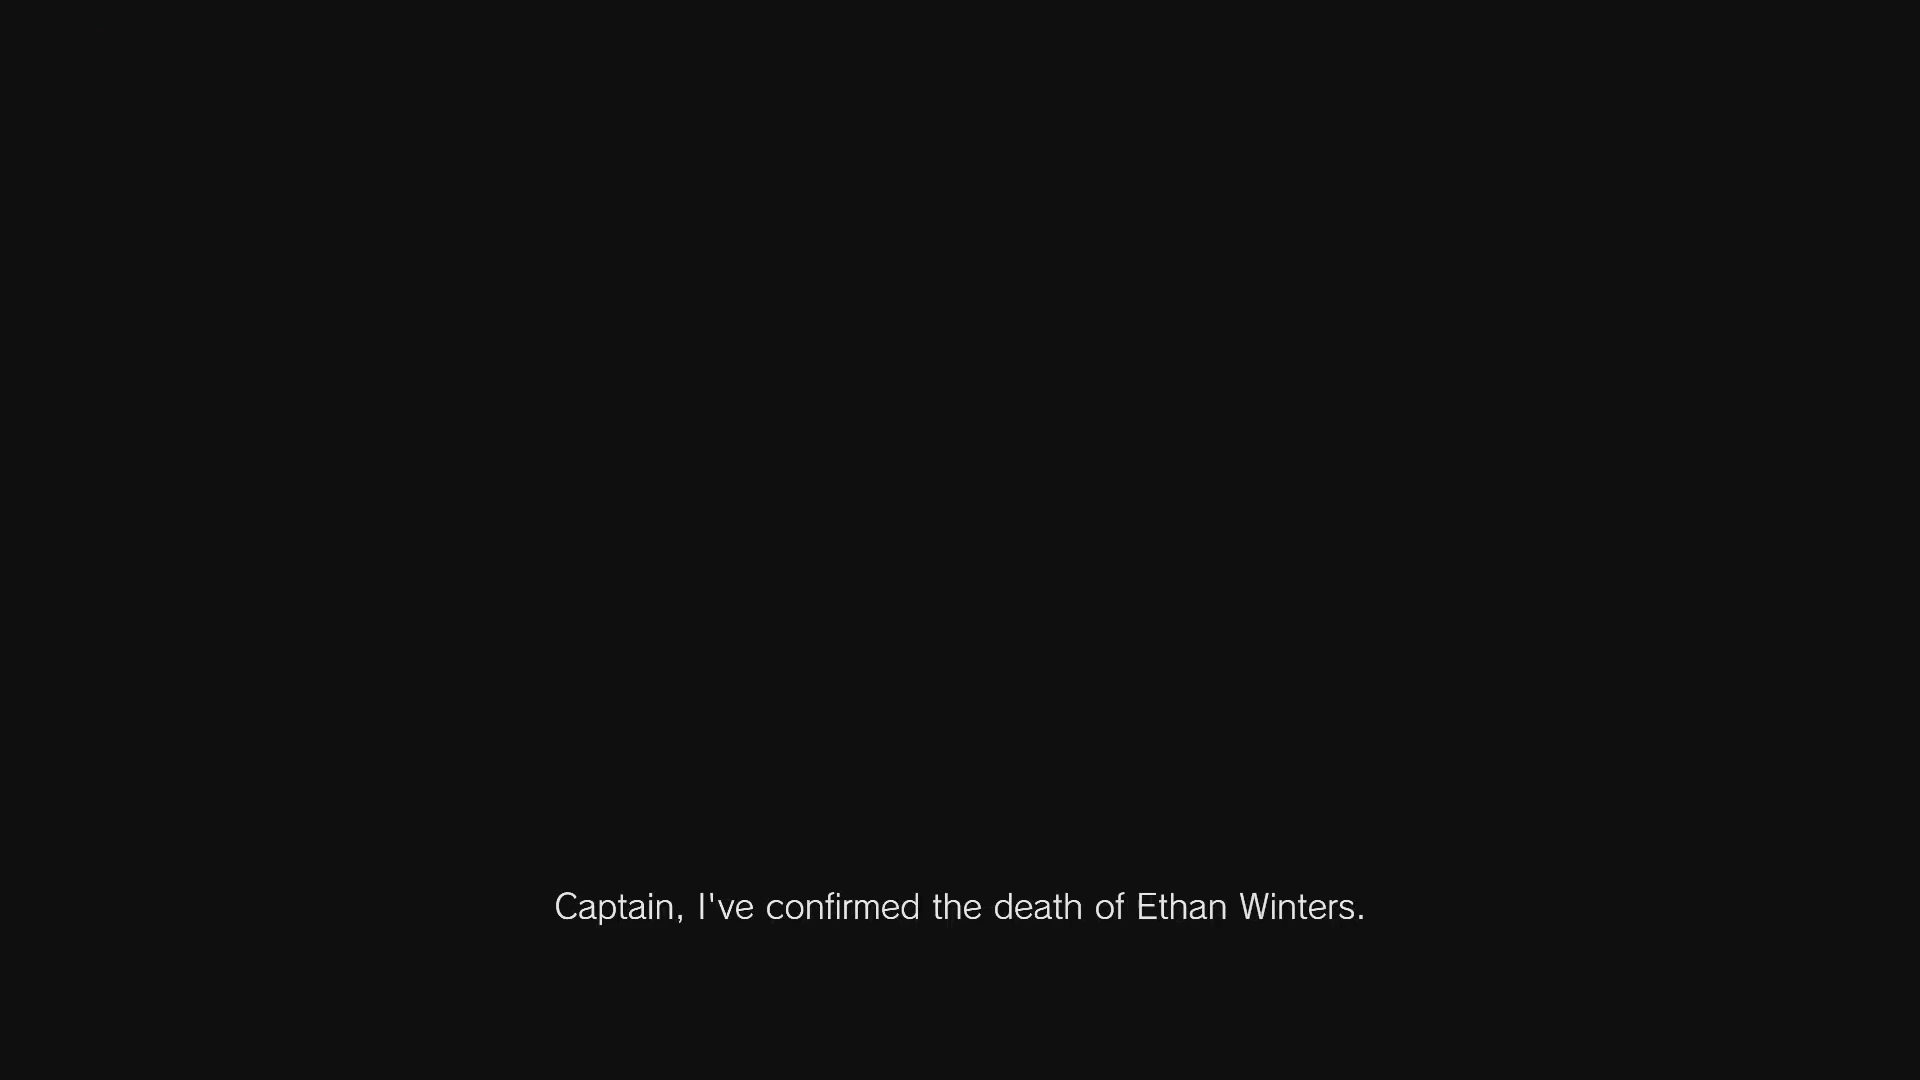 Captain, I've confirmed the death of Ethan Winters.